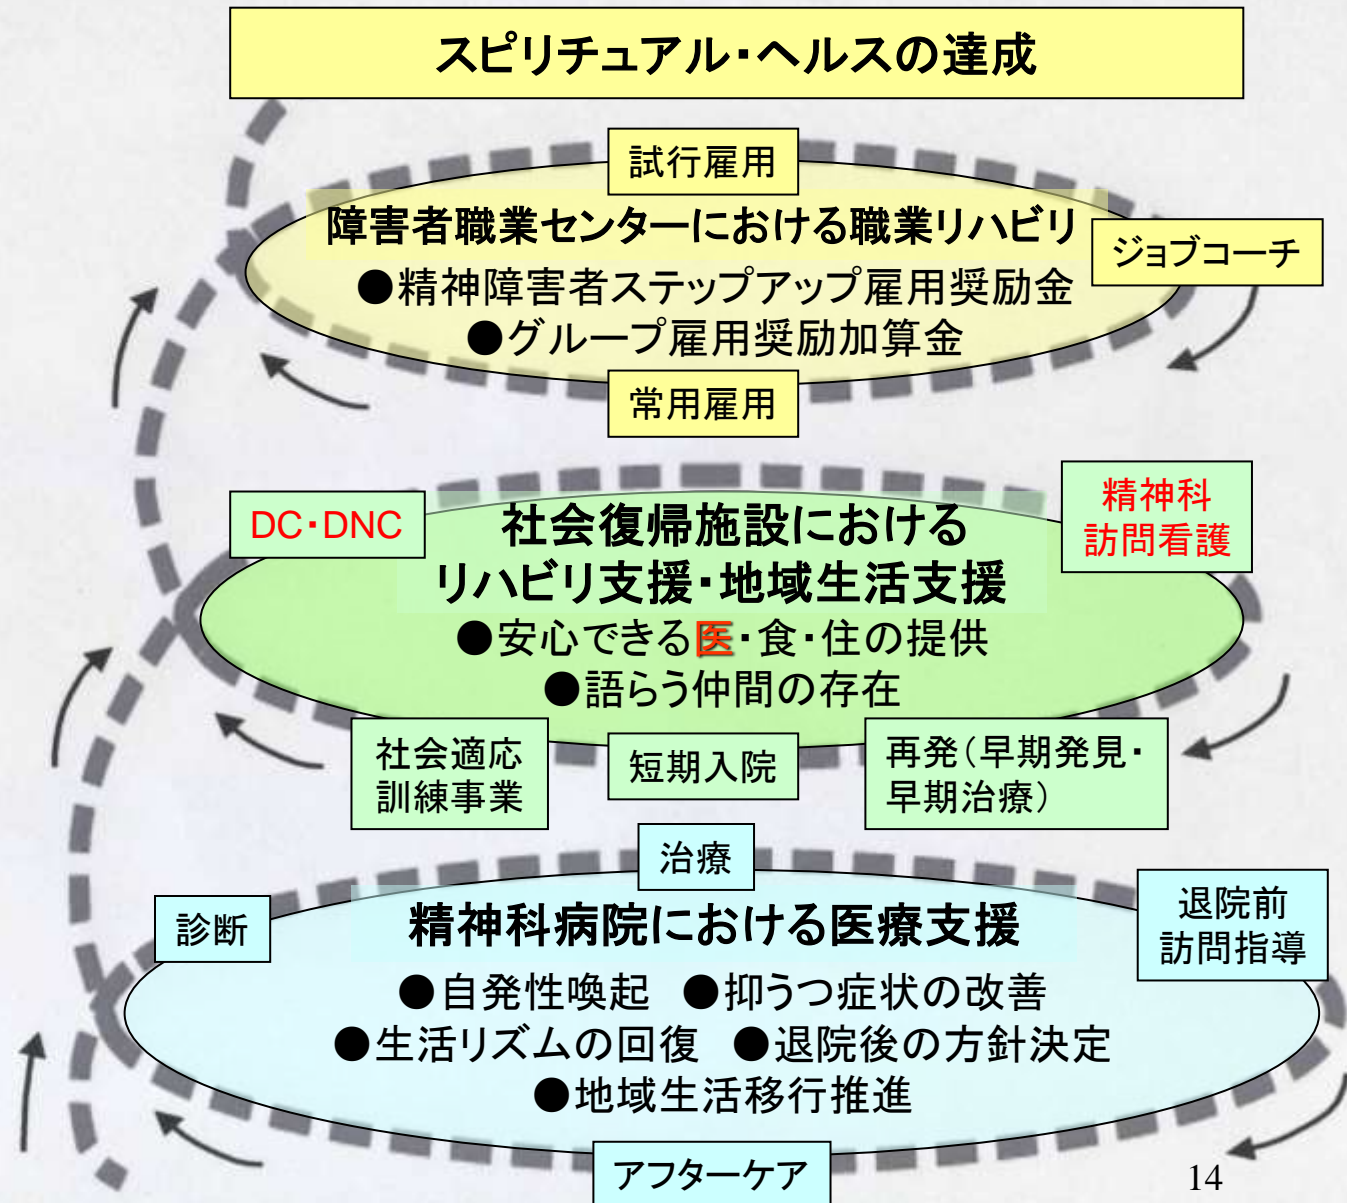 スピリチュアル・ヘルスの達成
試行雇用
障害者職業センターにおける職業リハビリ
ジョブコーチ
●精神障害者ステップアップ雇用奨励金
●グループ雇用奨励加算金
常用雇用
DC・DNC
精神科
訪問看護
社会復帰施設における
リハビリ支援・地域生活支援
●安心できる医・食・住の提供
●語らう仲間の存在
社会適応
訓練事業
短期入院
再発（早期発見・
早期治療）
治療
診断
退院前
訪問指導
精神科病院における医療支援
●自発性喚起 ●抑うつ症状の改善
●生活リズムの回復 ●退院後の方針決定
●地域生活移行推進
アフターケア
14